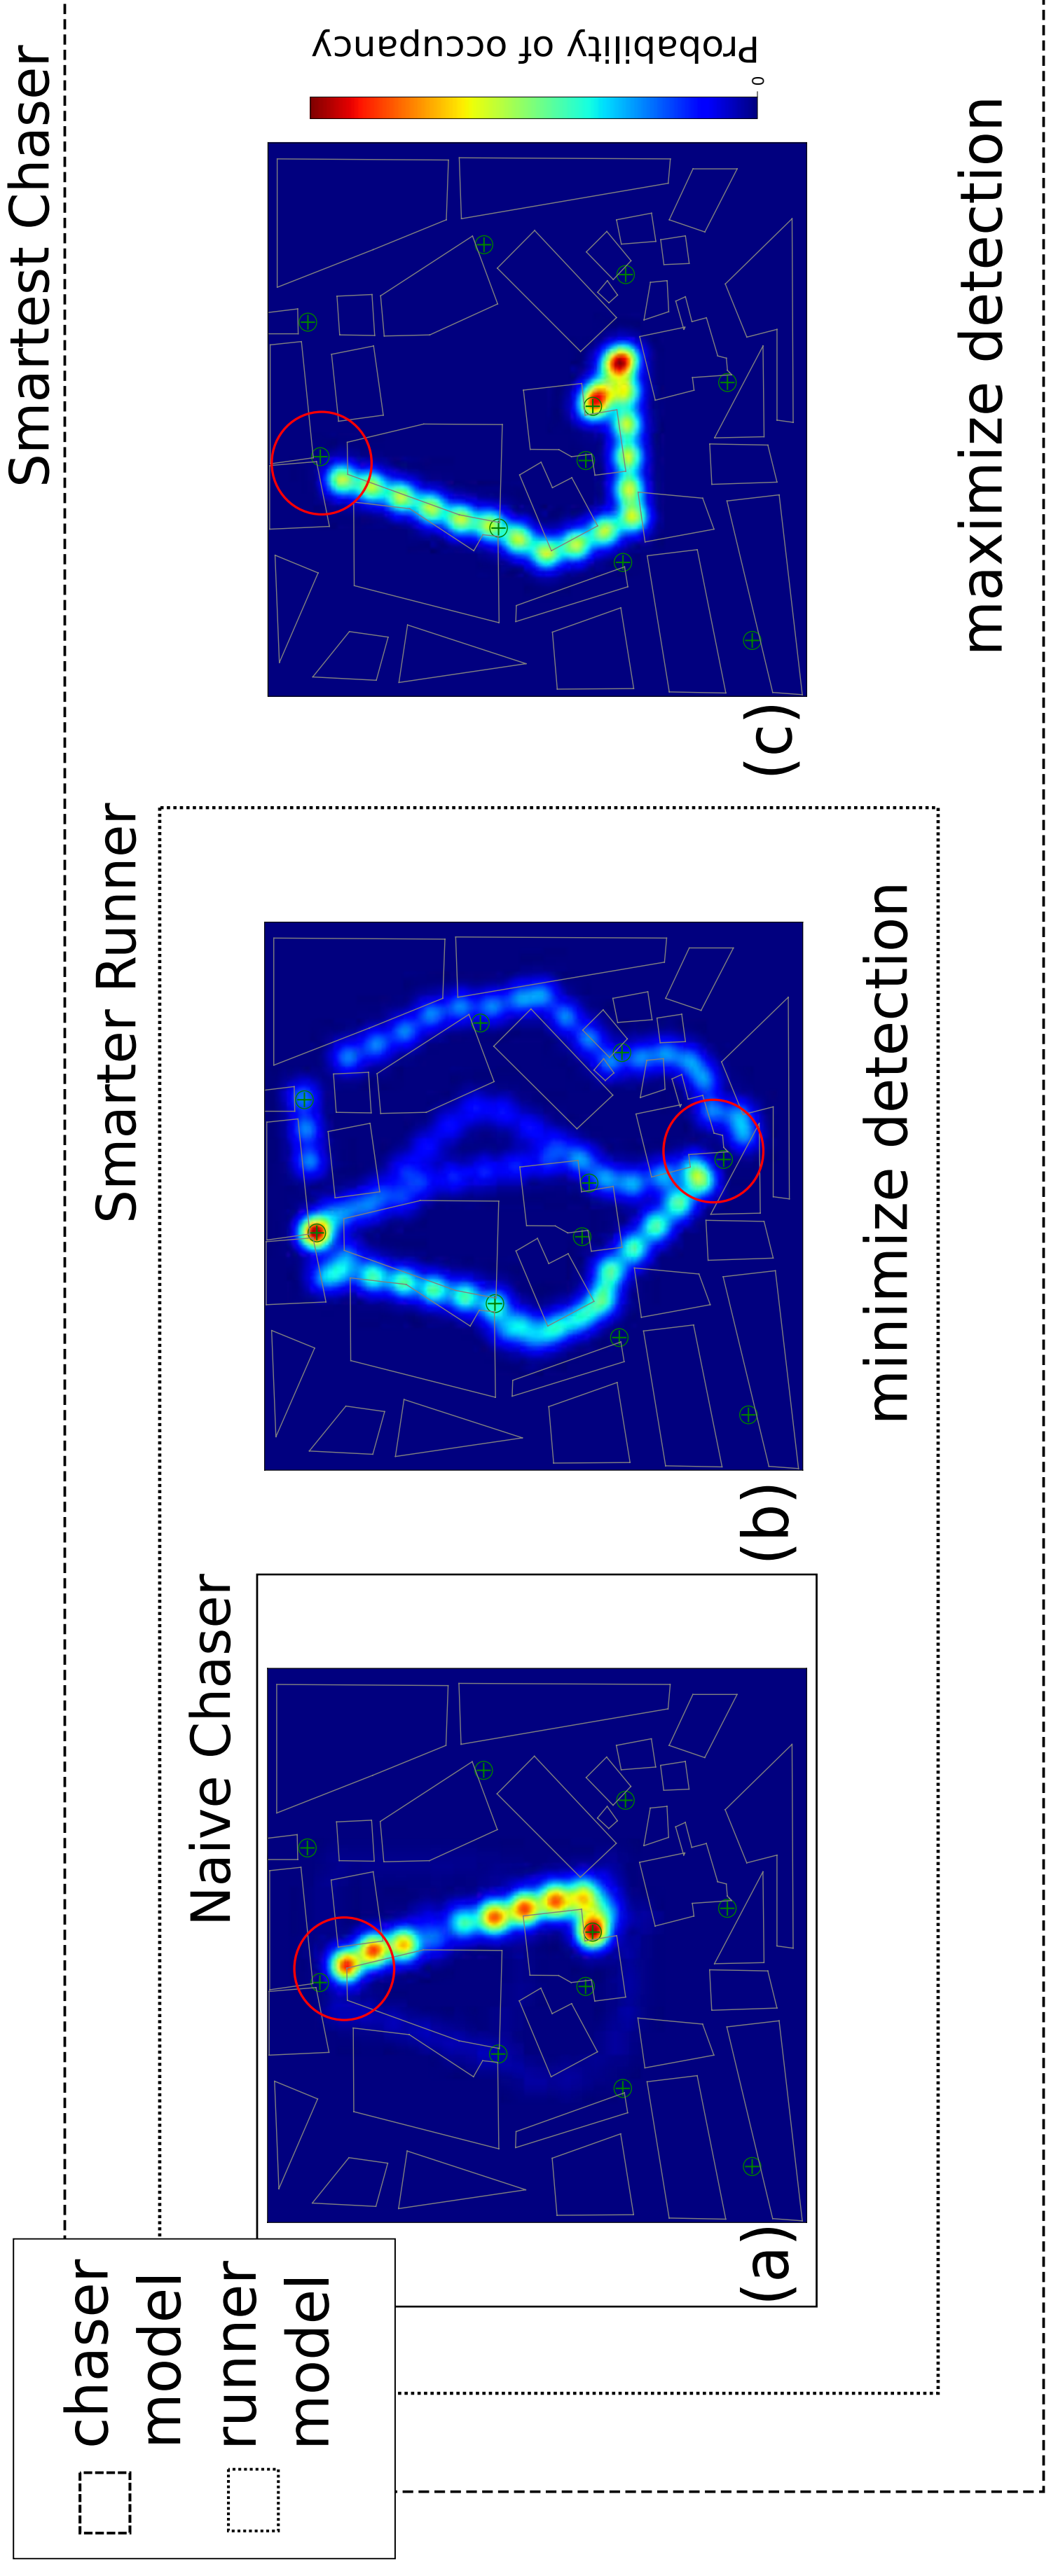 Smartest Chaser
Smarter Runner
Naive Chaser
chaser
model
runner
model
(a)
(b)
(c)
0
Probability of occupancy
minimize detection
maximize detection